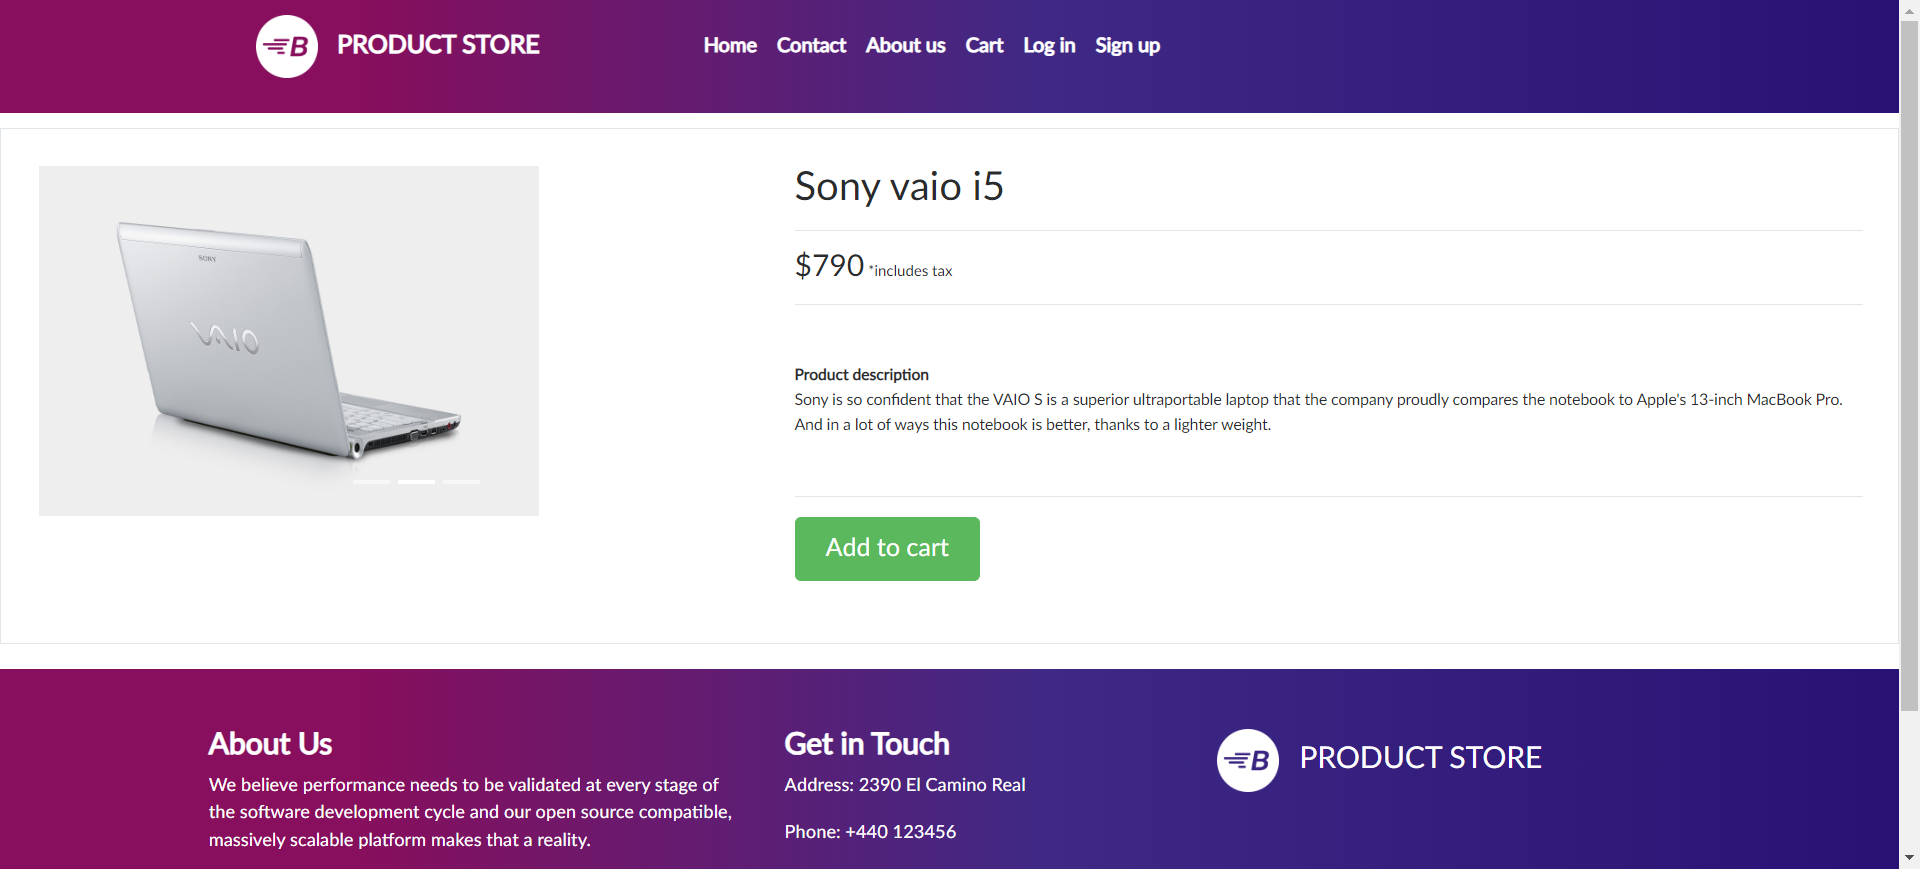 B PRODUCT STORE
Home Contact About us Cart Log in Sign up
SONY
VAIO
Sony vaio i5
$790 *includes tax
Product description
Sony is so confident that the VAIO S is a superior ultraportable laptop that the company proudly compares the notebook to Apple's 13-inch MacBook Pro.
And in a lot of ways this notebook is better, thanks to a lighter weight.
Add to cart
About Us
We believe performance needs to be validated at every stage of
the software development cycle and our open source compatible,
massively scalable platform makes that a reality.
Get in Touch
Address: 2390 El Camino Real
Phone: +440 123456
B PRODUCT STORE